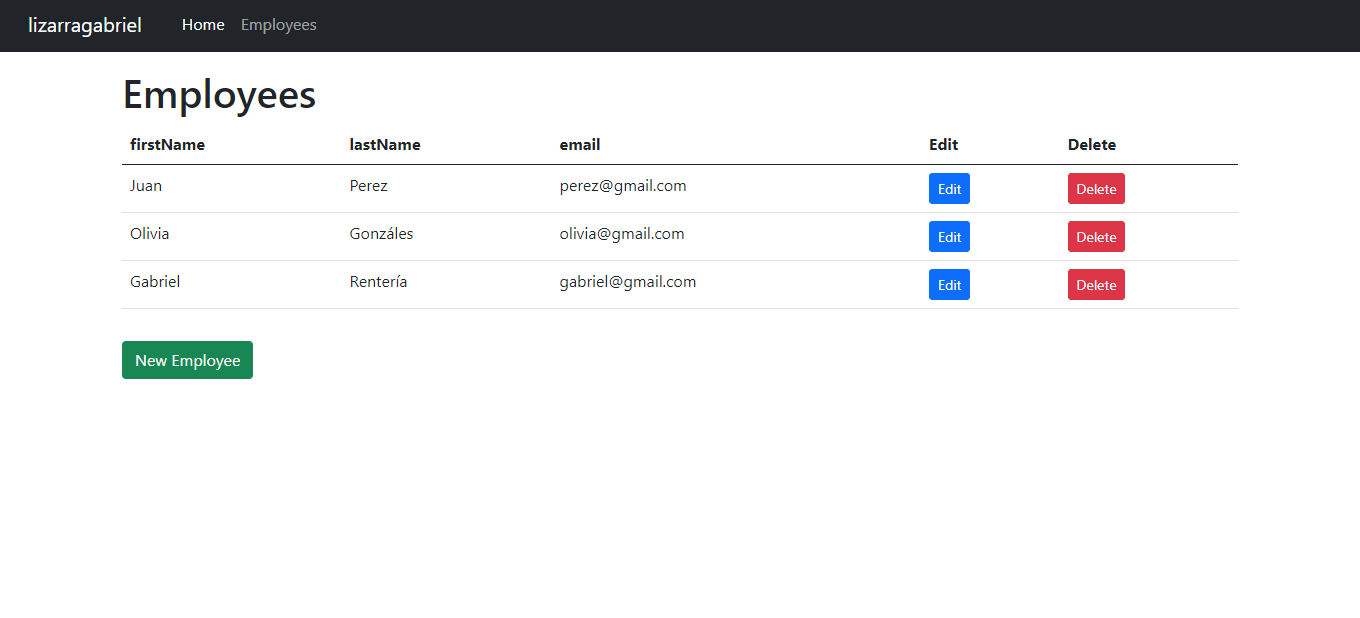 lizarragabriel Home Employees
Employees
firstName lastName email Edit Delete
Juan Perez perez@gmail.com Edit Delete
Olivia Gonzáles olivia@gmail.com Edit Delete
Gabriel Rentería gabriel@gmail.com Edit Delete
New Employee